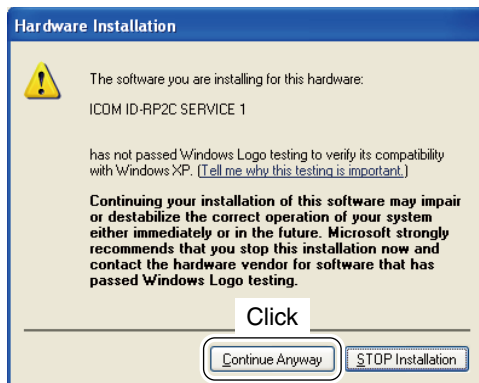 Hardware Installation
The software you are installing for this hardware:
ICOM ID-RP2C SERVICE 1
has not passed Windows Logo testing to verify its compatibility
with Windows XP. (Tell me why this testing is important.)
Continuing your installation of this software may impair
or destabilize the correct operation of your system
either immediately or in the future. Microsoft strongly
recommends that you stop this installation now and
contact the hardware vendor for software that has
passed Windows Logo testing.
Click
Continue Anyway
STOP Installation